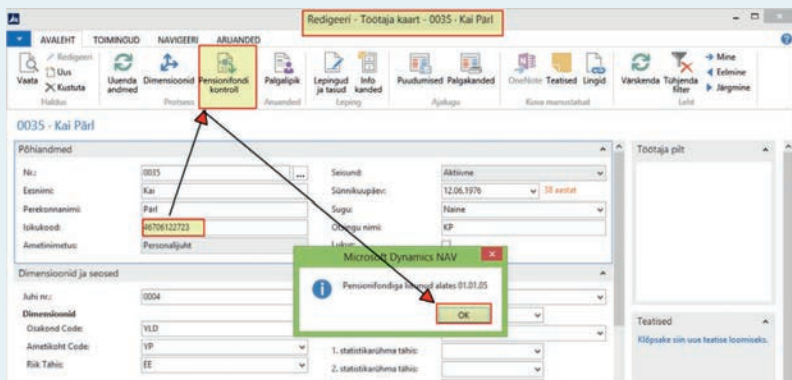 Redigeeri - Töötaja kaart - 0035 · Kai Pärl
AVALEHT TOIMINGUD NAVIGEERI ARUANDED
Vaata
Redigeeri
Uus
Kustuta
Haldus
Uuenda andmed
Dimensioonid
Pensionifondi kontroll
Protsess
Palgalipik
Aruanded
Lepingud ja tasud
Info kanded
Leping
Puudumised
Palgakanded
Ajalugu
OneNote
Teatised
Lingid
Kuva manustatud
Värskenda
Tühjenda filter
Mine
Eelmine
Järgmine
Leht
0035 · Kai Pärl
Põhiandmed
Nr.: 0035
Eesnimi: Kai
Perekonnanimi: Pärl
Isikukood: 46706122723
Ametinimetus: Personalijuht
Seisund: Aktiivne
Sünnikuupäev: 12.06.1976 38 aastat
Sugu: Naine
Otsingu nimi: KP
Dimensioonid ja seosed
Juhi nr.: 0004
Dimensioonid
Osakond Code: YLD
Ametikoht Code: YP
Riik Tähis: EE
1. statistikarühma tähis:
2. statistikarühma tähis:
Microsoft Dynamics NAV
Pensionifondiga liitunud alates 01.01.05
OK
Töötaja pilt
Teatised
Klõpsake siin uue teatise loomiseks.